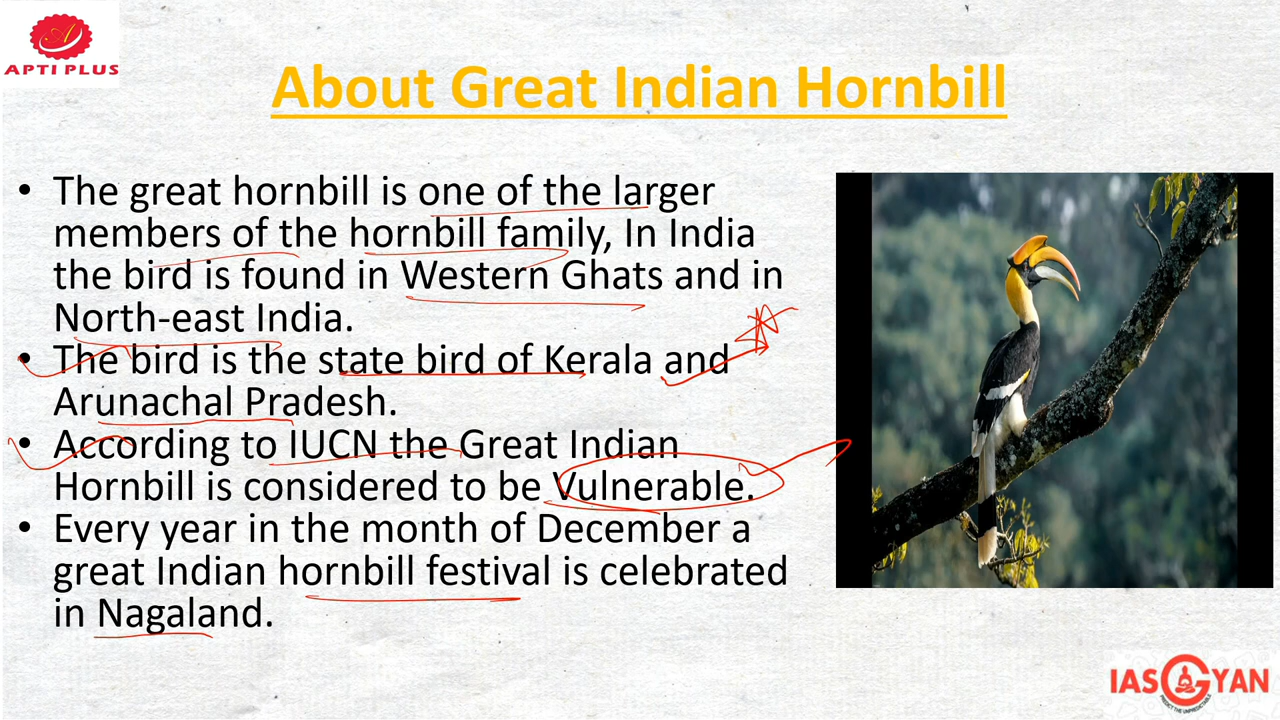 APTI PLUS
About Great Indian Hornbill
• The great hornbill is one of the larger
members of the hornbill family, In India
the bird is found in Western Ghats and in
North-east India.
• The bird is the state bird of Kerala and
Arunachal Pradesh.
• According to IUCN the Great Indian
Hornbill is considered to be Vulnerable.
• Every year in the month of December a
great Indian hornbill festival is celebrated
in Nagaland.
IASGYAN
PREDICT THE UNPREDICTABLE